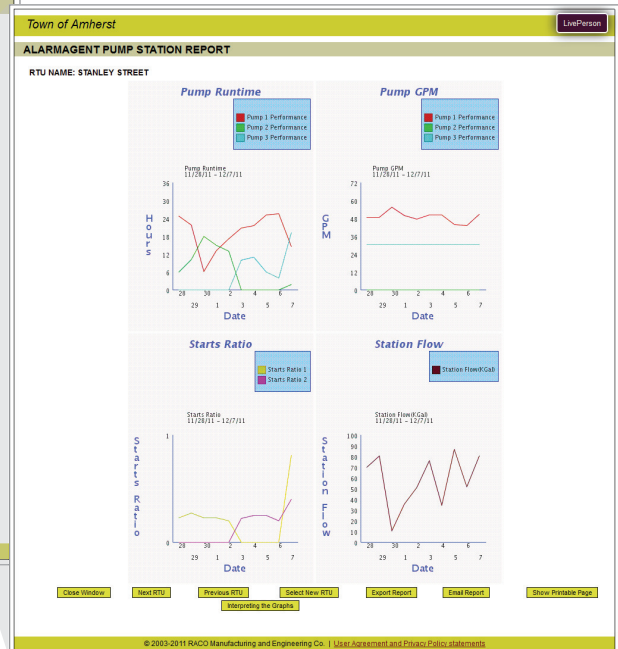 Town of Amherst
LivePerson
ALARMAGENT PUMP STATION REPORT
RTU NAME: STANLEY STREET
Pump Runtime
Pump 1 Performance
Pump 2 Performance
Pump 3 Performance
Pump Runtime
11/28/11 - 12/7/11
Hours
36
30
24
18
12
6
0
28 30 2 4 6
29 1 3 5 7
Date
Pump GPM
Pump 1 Performance
Pump 2 Performance
Pump 3 Performance
Pump GPM
11/28/11 - 12/7/11
GPM
72
60
48
36
24
12
0
28 30 2 4 6
29 1 3 5 7
Date
Starts Ratio
Starts Ratio 1
Starts Ratio 2
Starts Ratio
11/28/11 - 12/7/11
Starts Ratio
1
0
28 30 2 4 6
29 1 3 5 7
Date
Station Flow
Station Flow(KGal)
Station Flow(KGal)
11/28/11 - 12/7/11
Station Flow
100
90
80
70
60
50
40
30
20
10
0
28 30 2 4 6
29 1 3 5 7
Date
Close Window Next RTU Previous RTU Select New RTU Export Report Email Report Show Printable Page
Interpreting the Graphs
© 2003-2011 RACO Manufacturing and Engineering Co. | User Agreement and Privacy Policy statements